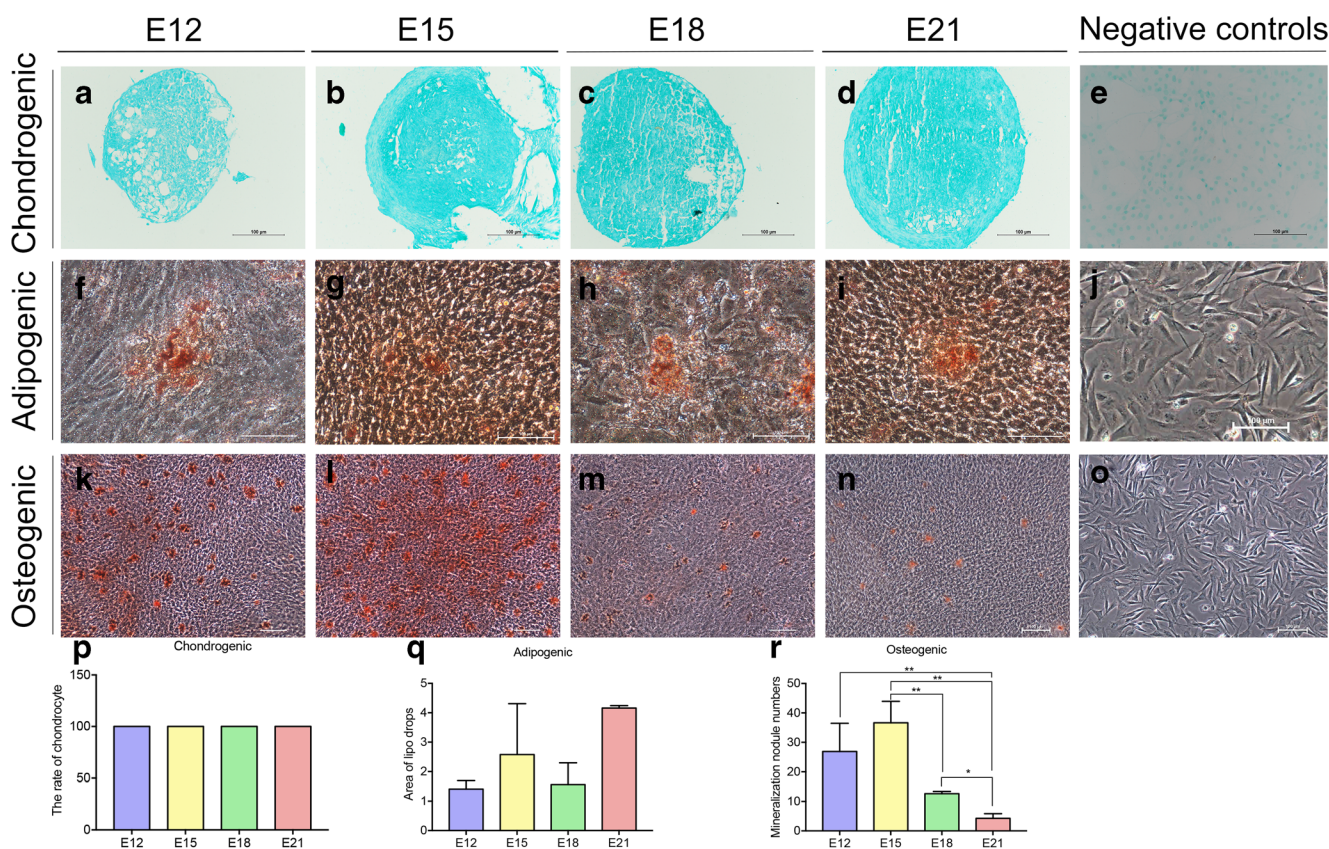 E12 E15 E18 E21 Negative controls
Chondrogenic
a b c d e
100 µm 100 µm 100 µm 100 µm 100 µm
Adipogenic
f g h i j
100 µm
Osteogenic
k l m n o
p Chondrogenic
The rate of chondrocyte
150
100
50
0
E12 E15 E18 E21
q Adipogenic
Area of lipo drops
5
4
3
2
1
0
E12 E15 E18 E21
r Osteogenic
Mineralization nodule numbers
50
40
30
20
10
0
**
**
**
*
E12 E15 E18 E21